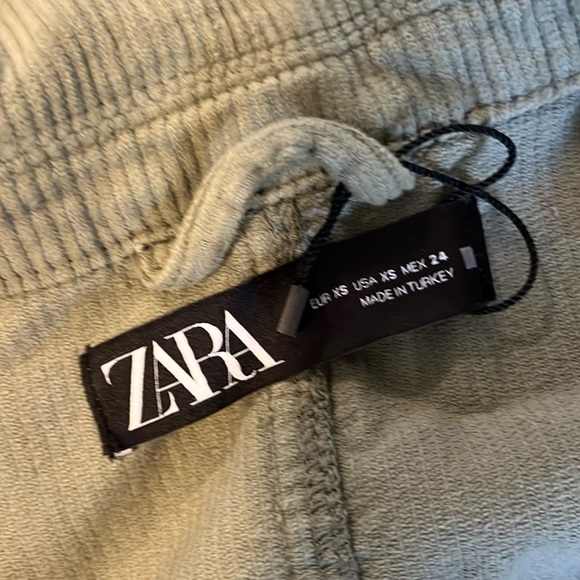 ZARA
EUR XS USA XS MEX 24
MADE IN TURKEY